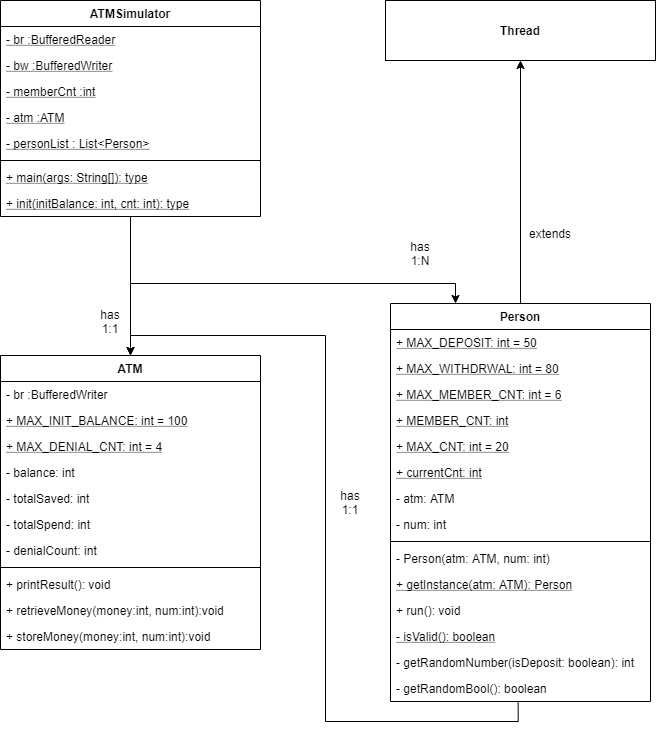 ATMSimulator
- br :BufferedReader
- bw :BufferedWriter
- memberCnt :int
- atm :ATM
- personList : List<Person>
+ main(args: String[]): type
+ init(initBalance: int, cnt: int): type
Thread
extends
has
1:N
has
1:1
ATM
- br :BufferedWriter
+ MAX_INIT_BALANCE: int = 100
+ MAX_DENIAL_CNT: int = 4
- balance: int
- totalSaved: int
- totalSpend: int
- denialCount: int
+ printResult(): void
+ retrieveMoney(money:int, num:int):void
+ storeMoney(money:int, num:int):void
has
1:1
Person
+ MAX_DEPOSIT: int = 50
+ MAX_WITHDRWAL: int = 80
+ MAX_MEMBER_CNT: int = 6
+ MEMBER_CNT: int
+ MAX_CNT: int = 20
+ currentCnt: int
- atm: ATM
- num: int
- Person(atm: ATM, num: int)
+ getInstance(atm: ATM): Person
+ run(): void
- isValid(): boolean
- getRandomNumber(isDeposit: boolean): int
- getRandomBool(): boolean